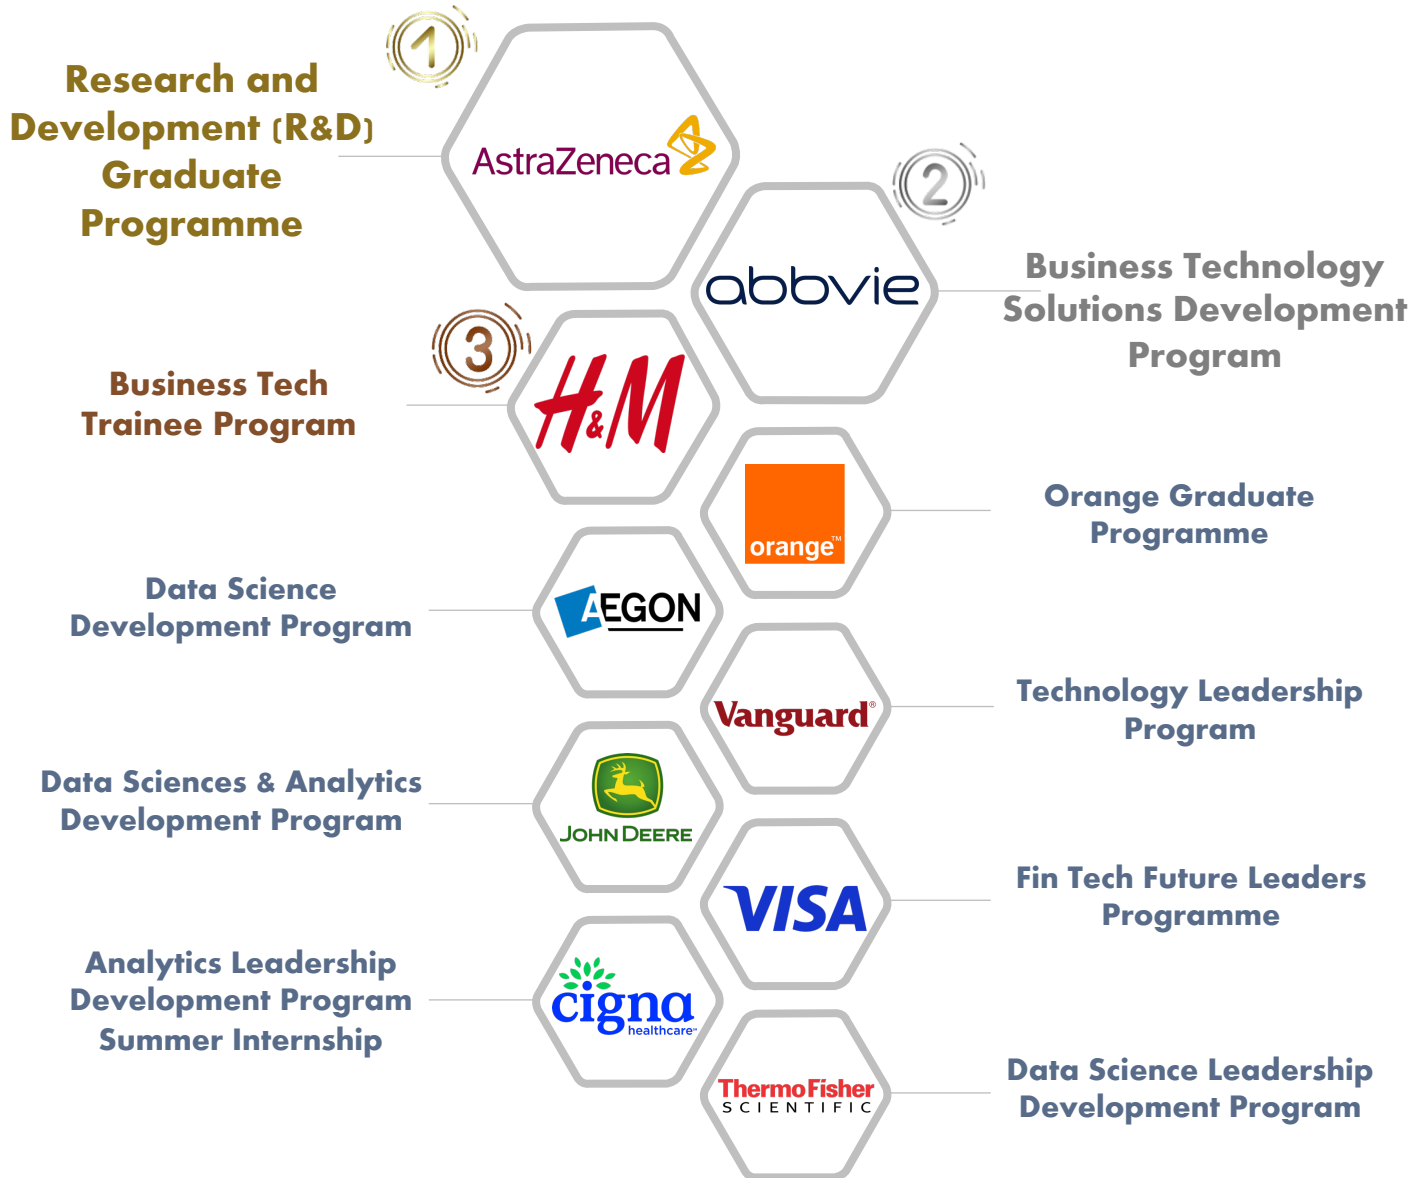 1
Research and
Development (R&D)
Graduate
Programme
AstraZeneca
2
abbvie
Business Technology
Solutions Development
Program
3
Business Tech
Trainee Program
H&M
orange™
Orange Graduate
Programme
Data Science
Development Program
AEGON
Vanguard®
Technology Leadership
Program
Data Sciences & Analytics
Development Program
JOHN DEERE
VISA
Fin Tech Future Leaders
Programme
Analytics Leadership
Development Program
Summer Internship
cigna
healthcare
ThermoFisher
SCIENTIFIC
Data Science Leadership
Development Program